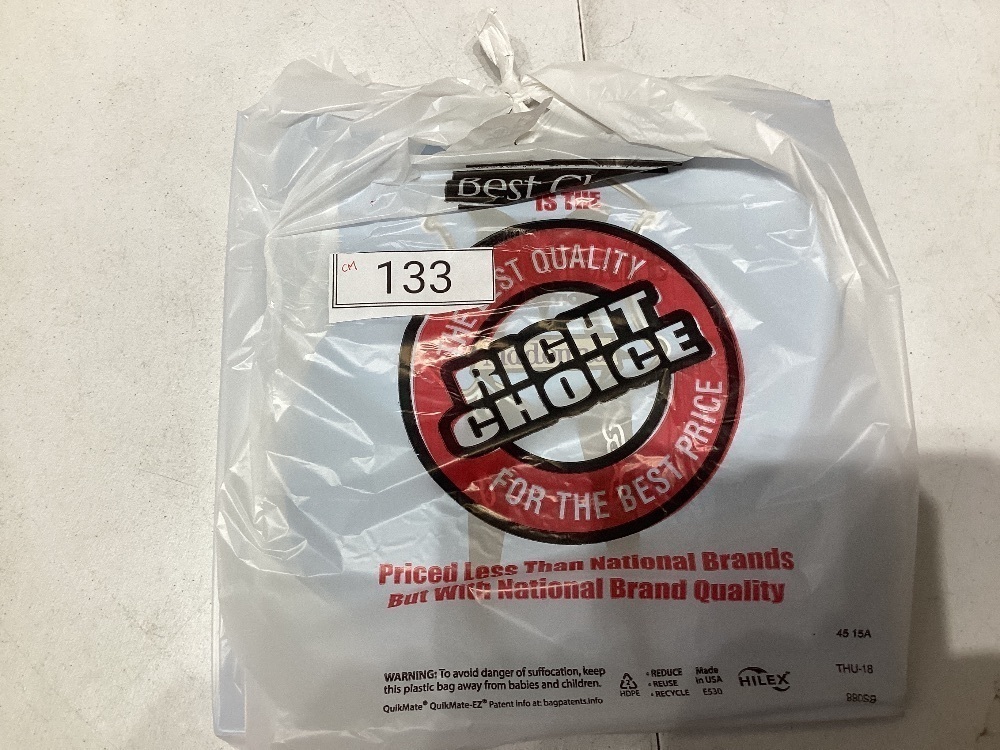 Best
IS THE
CM 133
BEST QUALITY
RIGHT
CHOICE
FOR THE BEST PRICE
Priced Less Than National Brands
But With National Brand Quality
45 15A
WARNING: To avoid danger of suffocation, keep
this plastic bag away from babies and children.
QuikMate® QuikMate-EZ® Patent info at: bagpatents.info
2
HDPE
• REDUCE
• REUSE
• RECYCLE
Made
in USA
E530
HILEX
THU-18